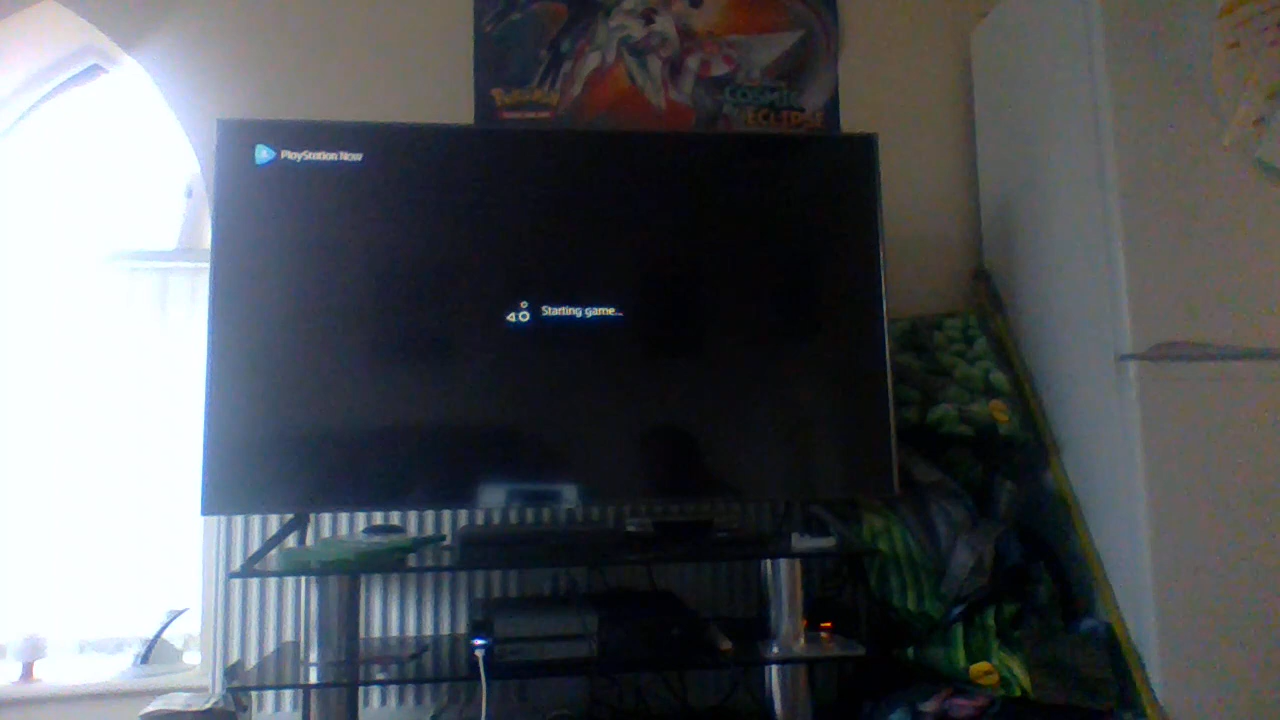 Pokémon
COSMIC
ECLIPSE
PlayStation Now
Starting game...